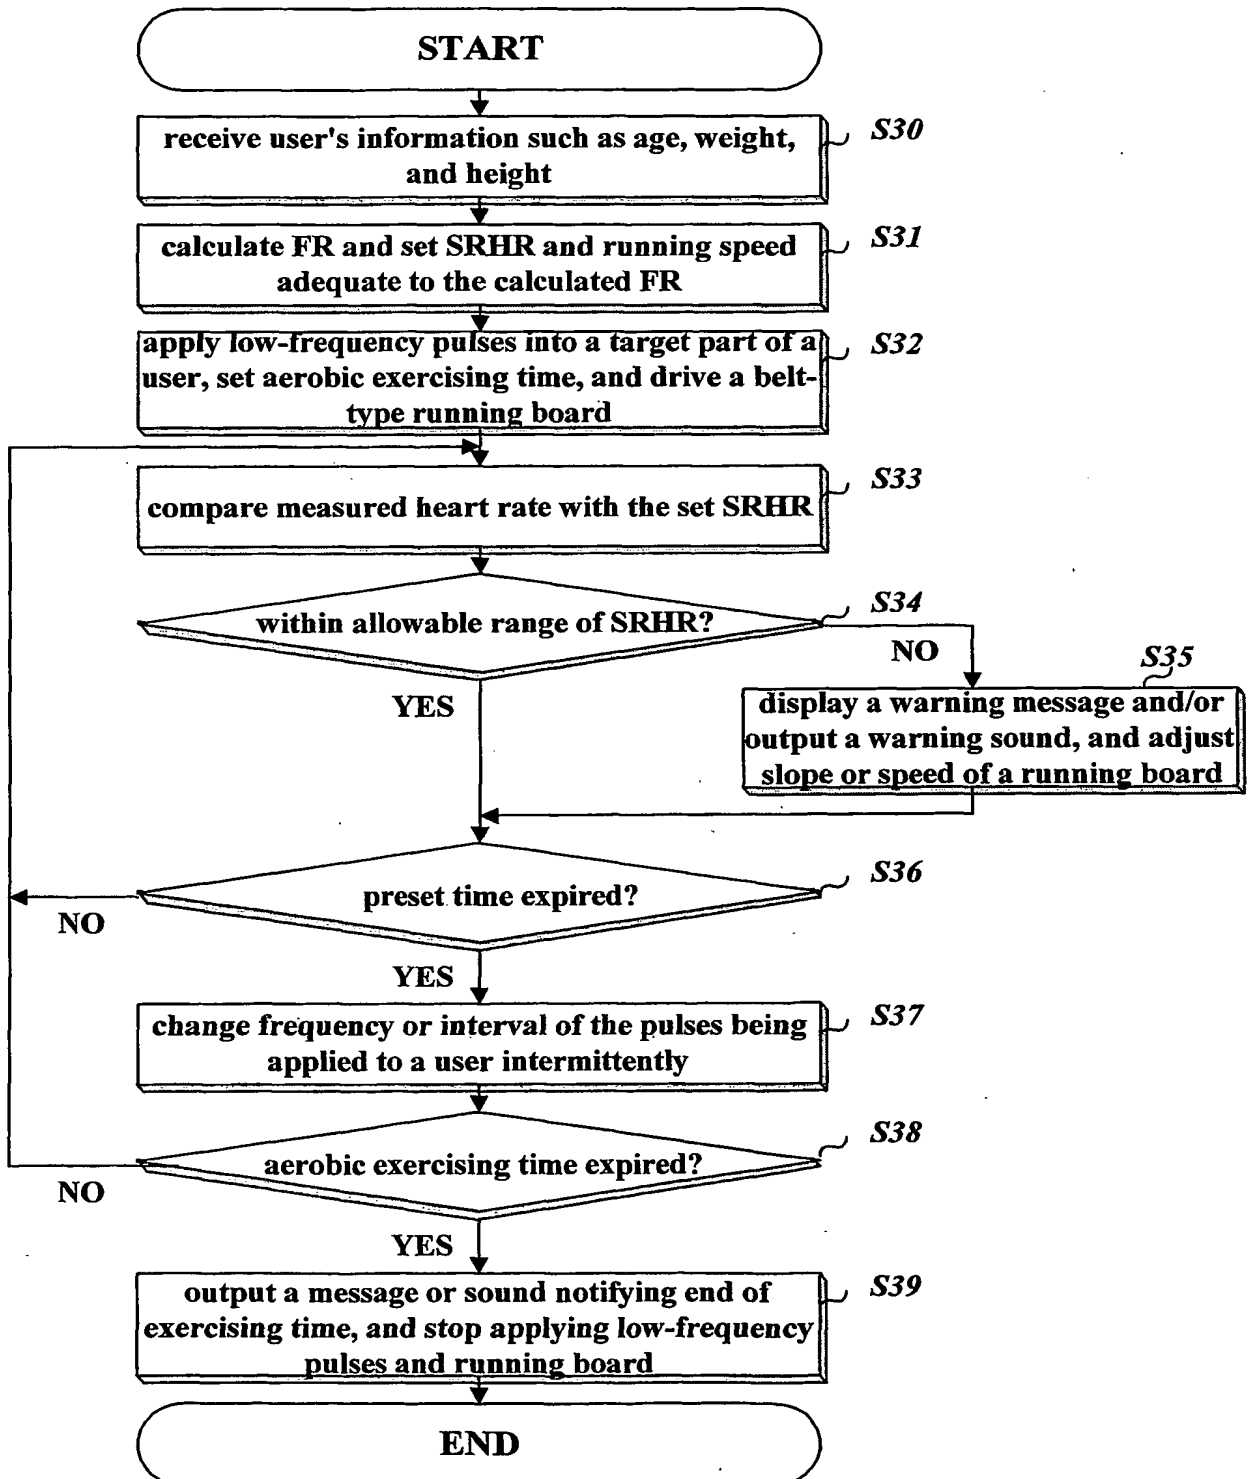 START
receive user's information such as age, weight,
and height
S30
calculate FR and set SRHR and running speed
adequate to the calculated FR
S31
apply low-frequency pulses into a target part of a
user, set aerobic exercising time, and drive a belt-
type running board
S32
compare measured heart rate with the set SRHR
S33
within allowable range of SRHR?
S34
NO
YES
S35
display a warning message and/or
output a warning sound, and adjust
slope or speed of a running board
preset time expired?
S36
NO
YES
change frequency or interval of the pulses being
applied to a user intermittently
S37
aerobic exercising time expired?
S38
NO
YES
output a message or sound notifying end of
exercising time, and stop applying low-frequency
pulses and running board
S39
END